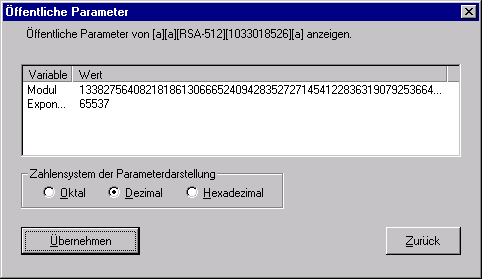 Öffentliche Parameter
Öffentliche Parameter von [a][a][RSA-512][1033018526][a] anzeigen.
Variable Wert
Modul 13382756408218186130666524094283527271454122836319079253664...
Expon... 65537
Zahlensystem der Parameterdarstellung
Oktal Dezimal Hexadezimal
Übernehmen Zurück